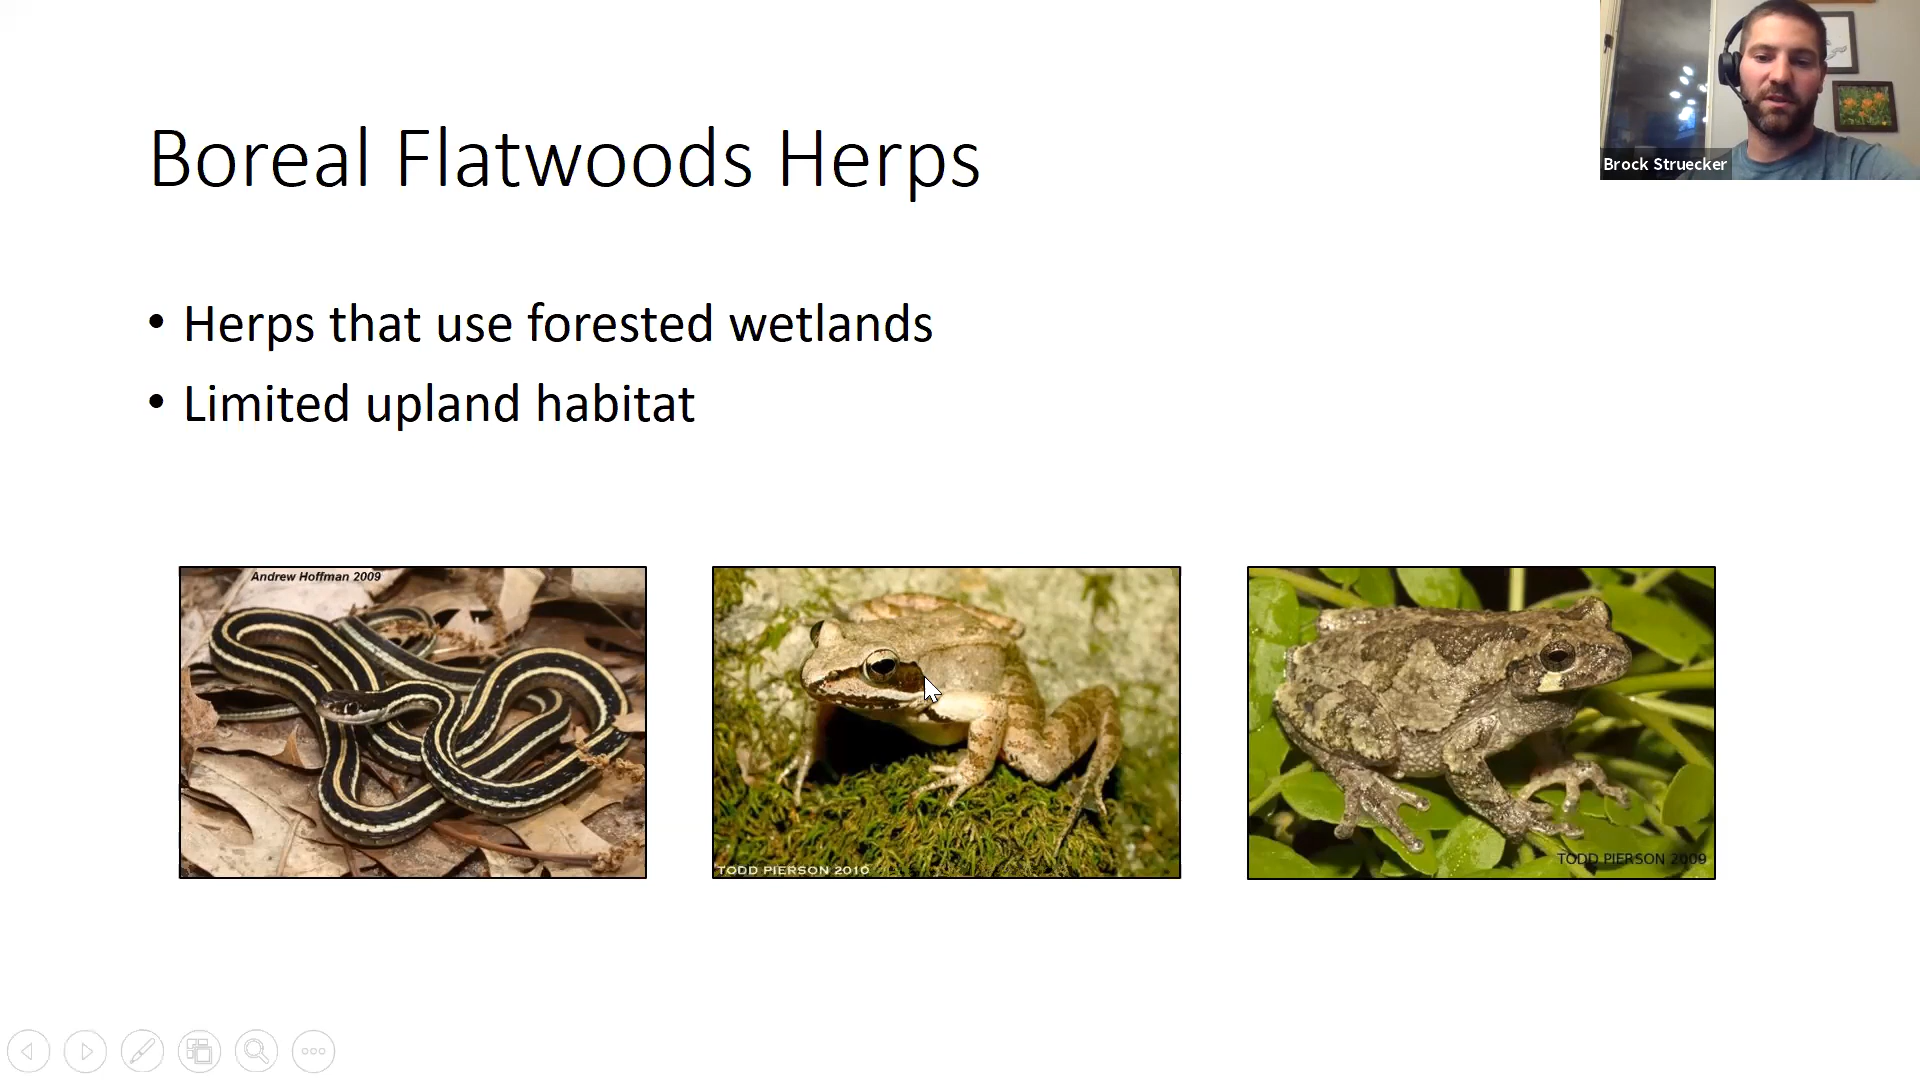 Boreal Flatwoods Herps
Brock Struecker
• Herps that use forested wetlands
• Limited upland habitat
Andrew Hoffman 2009
TODD PIERSON 2010
TODD PIERSON 2009